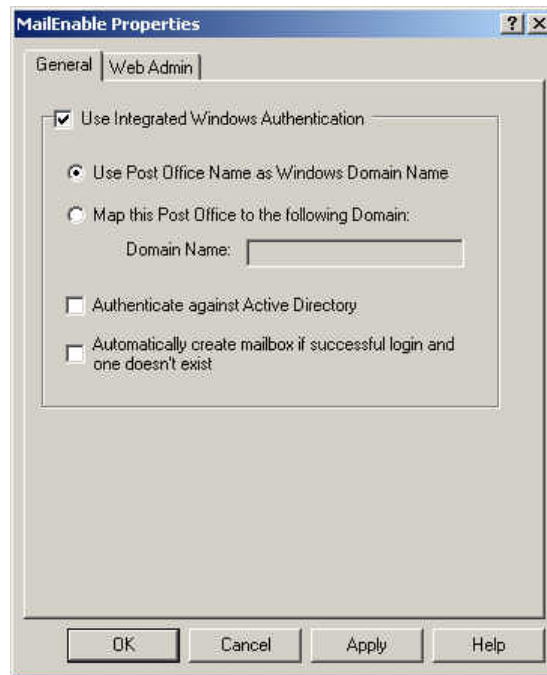 MailEnable Properties
General
Web Admin
Use Integrated Windows Authentication
Use Post Office Name as Windows Domain Name
Map this Post Office to the following Domain:
Domain Name:
Authenticate against Active Directory
Automatically create mailbox if successful login and
one doesn't exist
OK
Cancel
Apply
Help